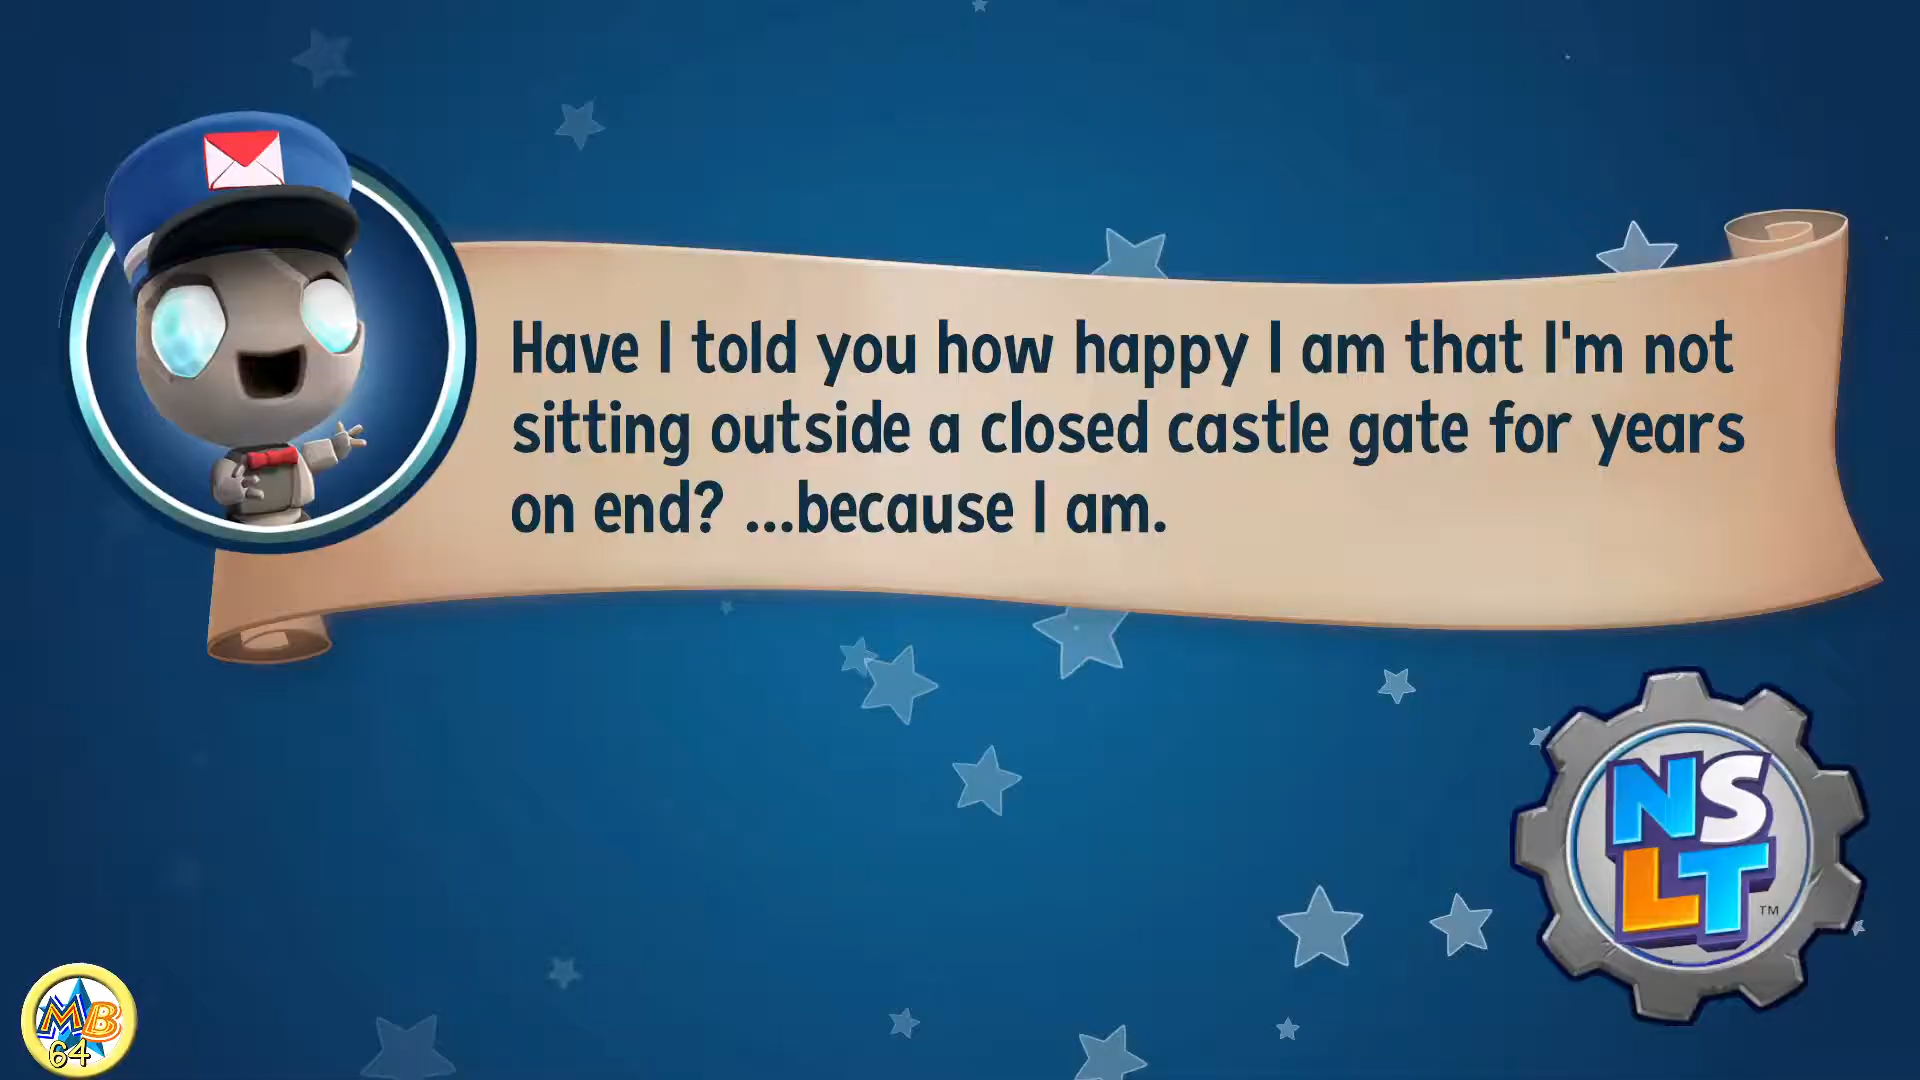 Have I told you how happy I am that I'm not
sitting outside a closed castle gate for years
on end? ...because I am.
NS
LT
TM
MB
64